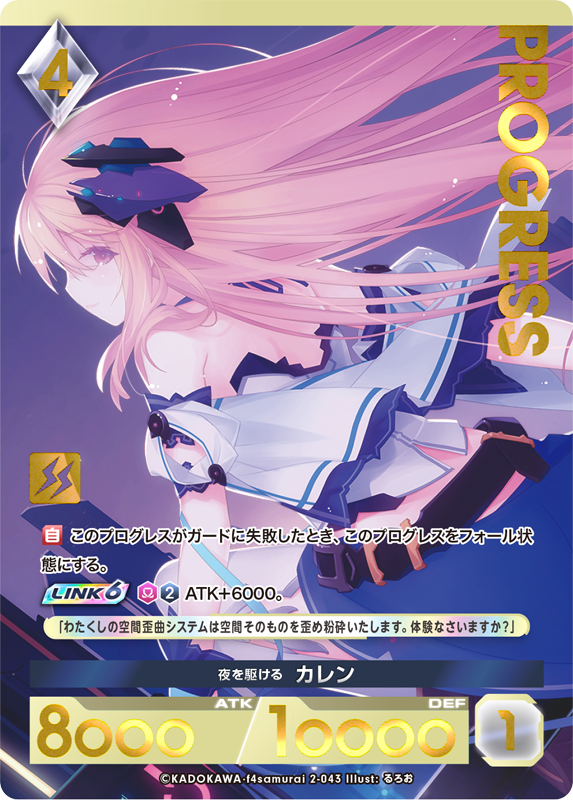 4
PROGRESS
自 このプログレスがガードに失敗したとき、このプログレスをフォール状
態にする。
LINK 6 Ω 2 ATK+6000。
「わたくしの空間歪曲システムは空間そのものを歪め粉砕いたします。体験なさいますか?」
夜を駆ける カレン
8000 ATK 10000 DEF 1
©KADOKAWA·f4samurai 2-043 Illust: るろお